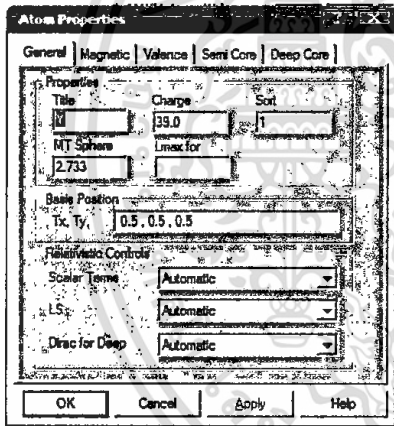 Atom Properties
General Magnetic Valence Semi Core Deep Core
Properties
Title Charge Sort
Y 39.0 1
MT Sphere Lmax for
2.733
Basis Position
Tx, Ty, 0.5 , 0.5 , 0.5
Relativistic Controls
Scalar Terms Automatic
LS Automatic
Dirac for Deep Automatic
OK Cancel Apply Help